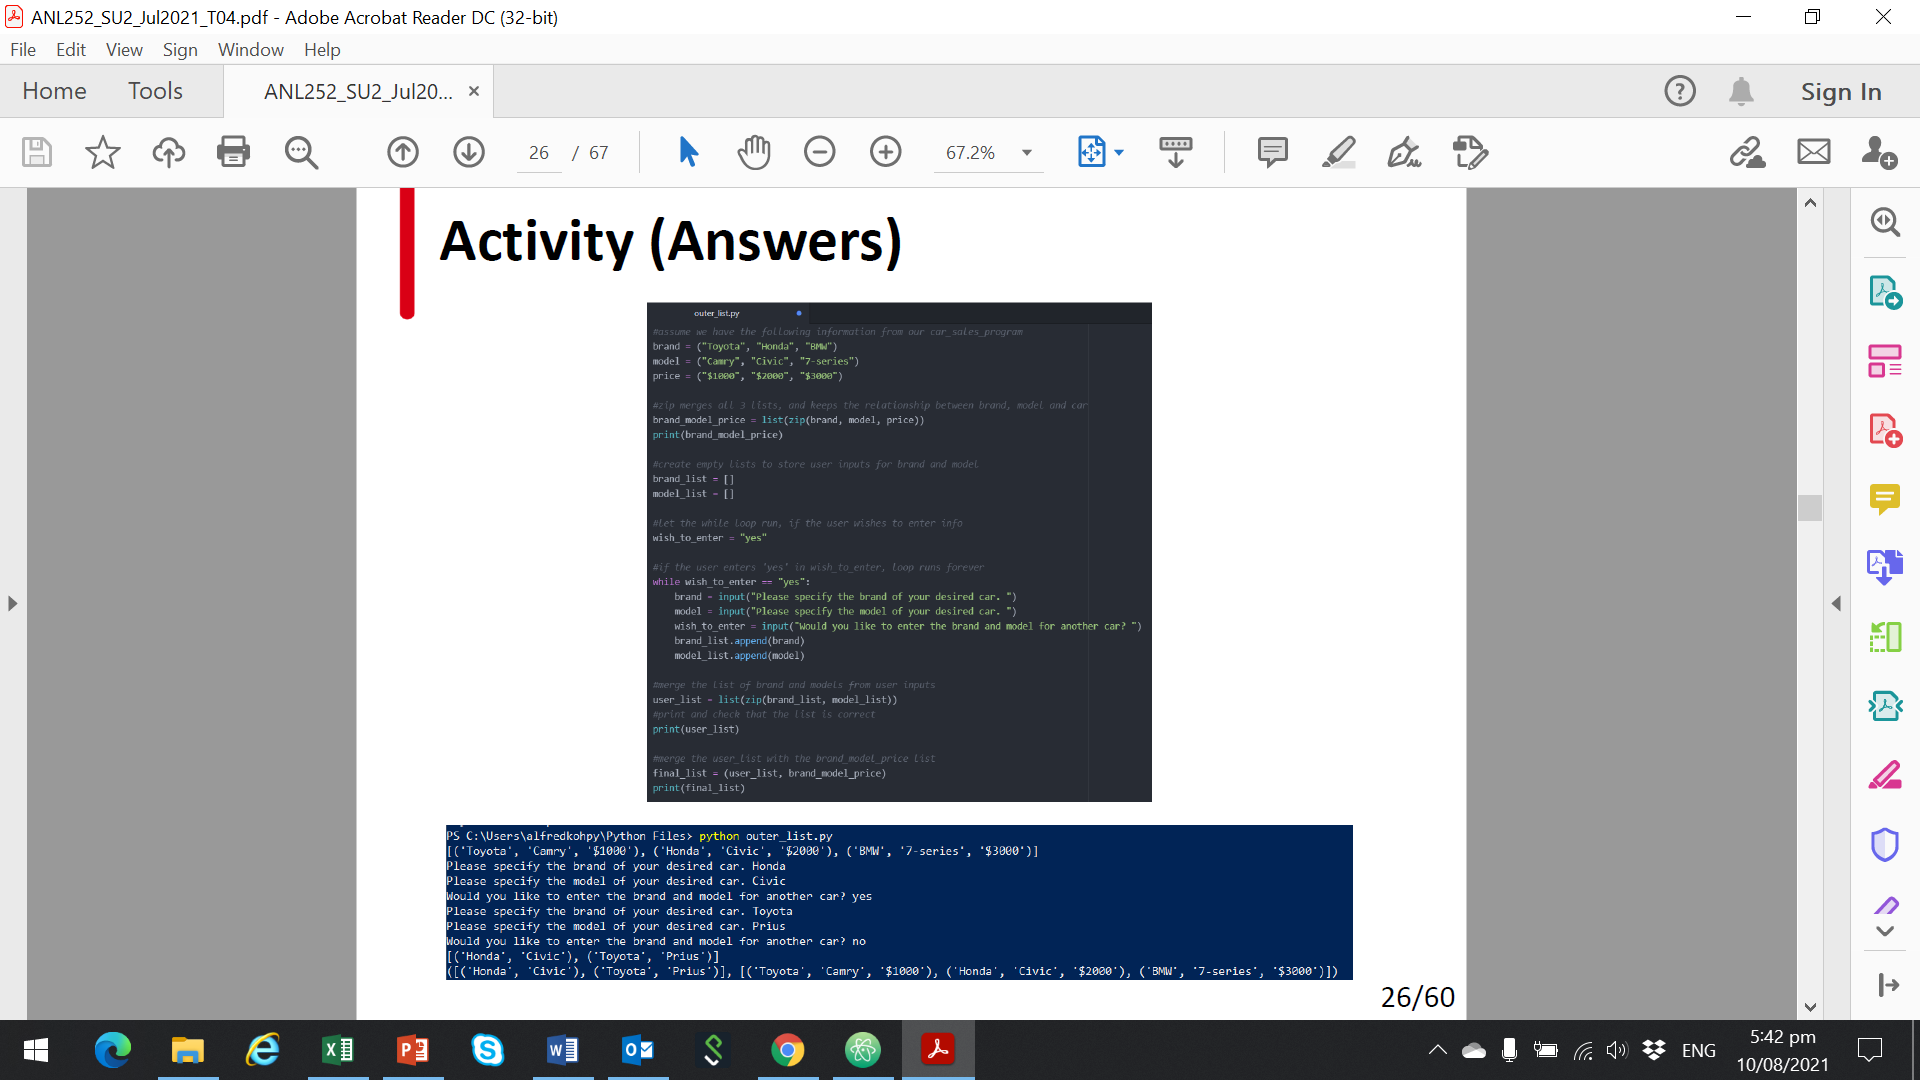 ANL252_SU2_Jul2021_T04.pdf - Adobe Acrobat Reader DC (32-bit)
File Edit View Sign Window Help
Home Tools ANL252_SU2_Jul20... × Sign In
26 / 67 67.2%
Activity (Answers)
outer_list.py
#assume we have the following information from our car_sales_program
brand = ("Toyota", "Honda", "BMW")
model = ("Camry", "Civic", "7-series")
price = ("$1000", "$2000", "$3000")
#zip merges all 3 lists, and keeps the relationship between brand, model and car
brand_model_price = list(zip(brand, model, price))
print(brand_model_price)
#create empty lists to store user inputs for brand and model
brand_list = []
model_list = []
#let the while loop run, if the user wishes to enter info
wish_to_enter = "yes"
#if the user enters 'yes' in wish_to_enter, loop runs forever
while wish_to_enter == "yes":
brand = input("Please specify the brand of your desired car. ")
model = input("Please specify the model of your desired car. ")
wish_to_enter = input("Would you like to enter the brand and model for another car? ")
brand_list.append(brand)
model_list.append(model)
#merge the list of brand and models from user inputs
user_list = list(zip(brand_list, model_list))
#print and check that the list is correct
print(user_list)
#merge the user_list with the brand_model_price list
final_list = (user_list, brand_model_price)
print(final_list)
PS C:\Users\alfredkohpy\Python Files> python outer_list.py
[('Toyota', 'Camry', '$1000'), ('Honda', 'Civic', '$2000'), ('BMW', '7-series', '$3000')]
Please specify the brand of your desired car. Honda
Please specify the model of your desired car. Civic
Would you like to enter the brand and model for another car? yes
Please specify the brand of your desired car. Toyota
Please specify the model of your desired car. Prius
Would you like to enter the brand and model for another car? no
[('Honda', 'Civic'), ('Toyota', 'Prius')]
([('Honda', 'Civic'), ('Toyota', 'Prius')], [('Toyota', 'Camry', '$1000'), ('Honda', 'Civic', '$2000'), ('BMW', '7-series', '$3000')])
26/60
ENG
5:42 pm
10/08/2021